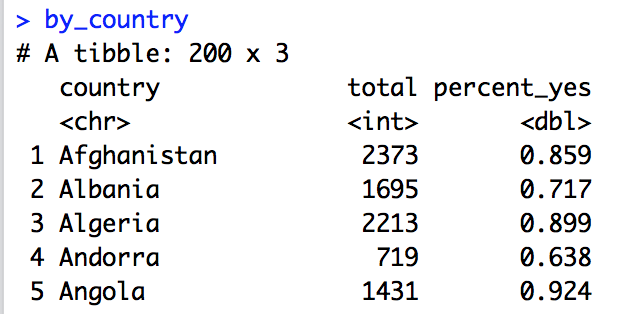 > by_country
# A tibble: 200 x 3
   country             total percent_yes
   <chr>               <int>       <dbl>
 1 Afghanistan          2373       0.859
 2 Albania              1695       0.717
 3 Algeria              2213       0.899
 4 Andorra               719       0.638
 5 Angola               1431       0.924